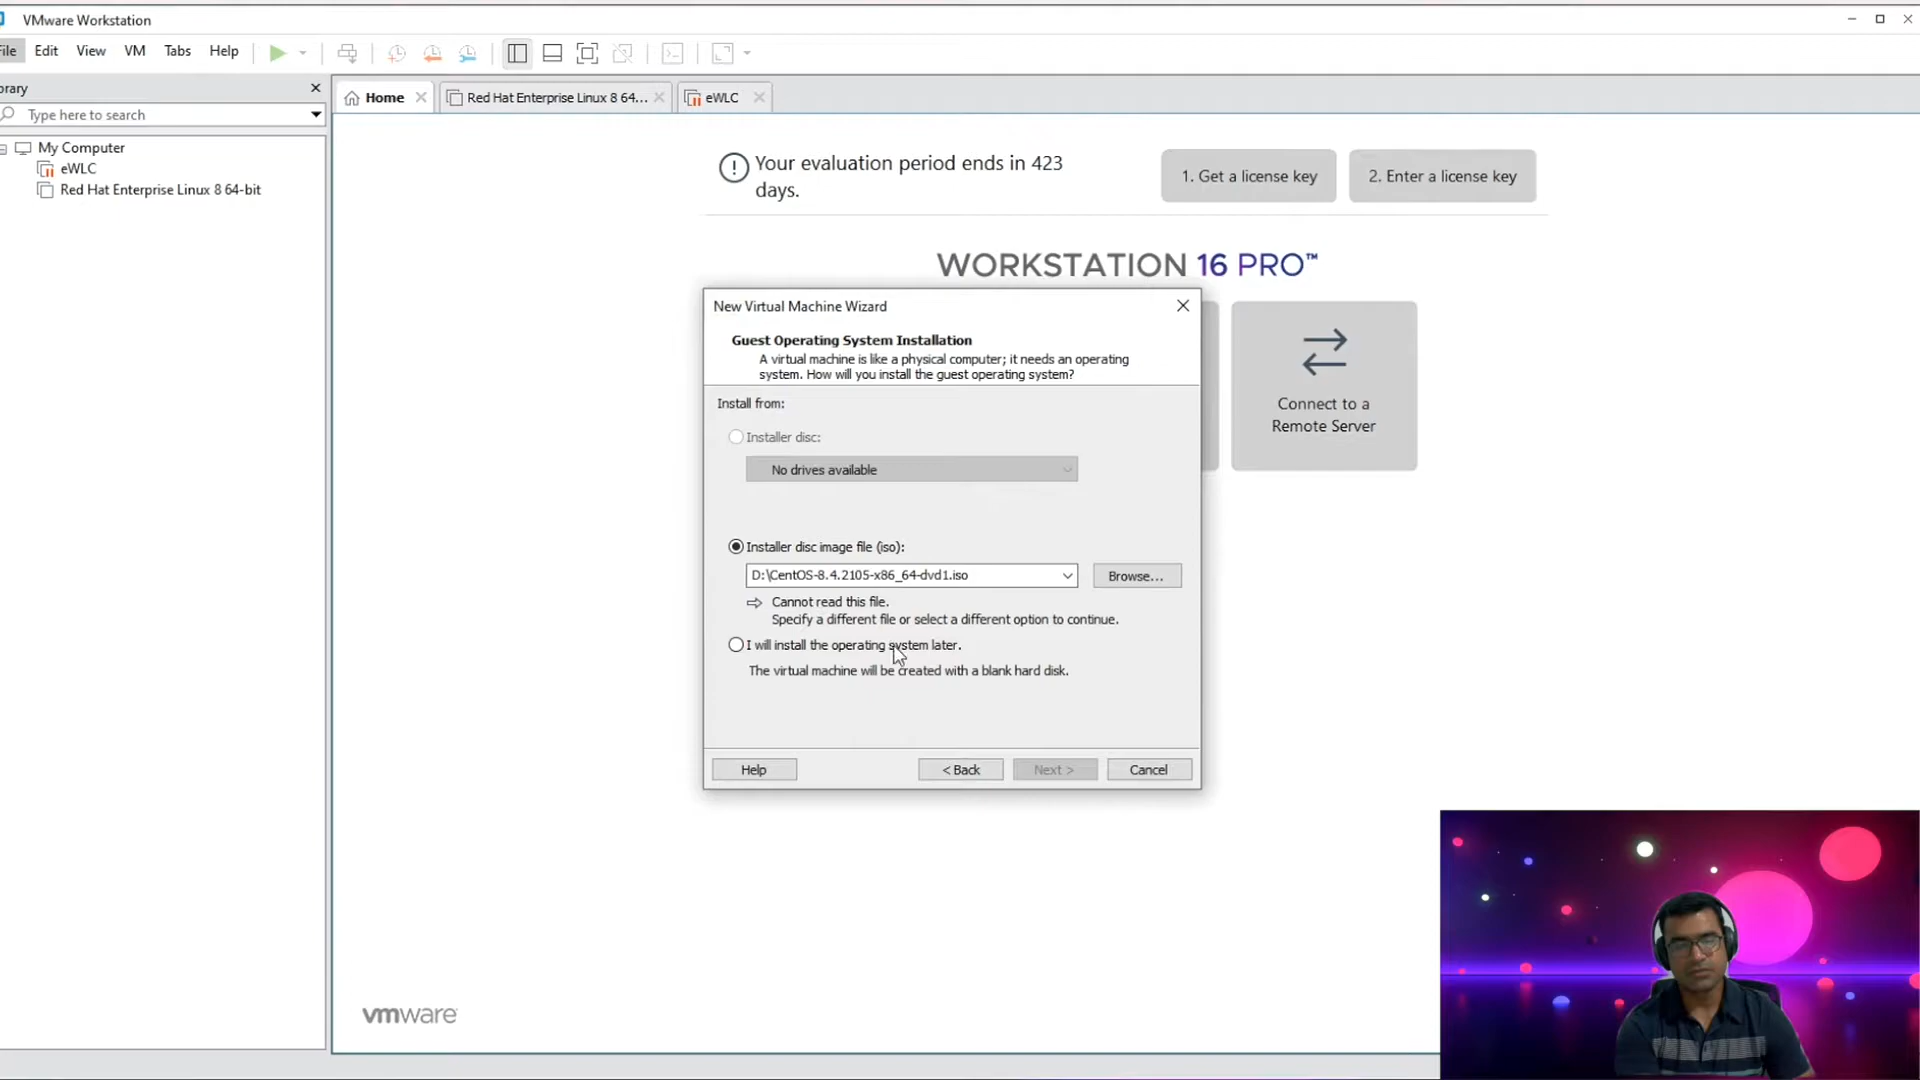 VMware Workstation
File Edit View VM Tabs Help
brary
Type here to search
My Computer
eWLC
Red Hat Enterprise Linux 8 64-bit
Home
Red Hat Enterprise Linux 8 64...
eWLC
Your evaluation period ends in 423
days.
1. Get a license key
2. Enter a license key
WORKSTATION 16 PRO™
New Virtual Machine Wizard
Guest Operating System Installation
A virtual machine is like a physical computer; it needs an operating
system. How will you install the guest operating system?
Install from:
Installer disc:
No drives available
Installer disc image file (iso):
D:\CentOS-8.4.2105-x86_64-dvd1.iso
Browse...
Cannot read this file.
Specify a different file or select a different option to continue.
I will install the operating system later.
The virtual machine will be created with a blank hard disk.
Help
< Back
Next >
Cancel
Connect to a
Remote Server
vmware